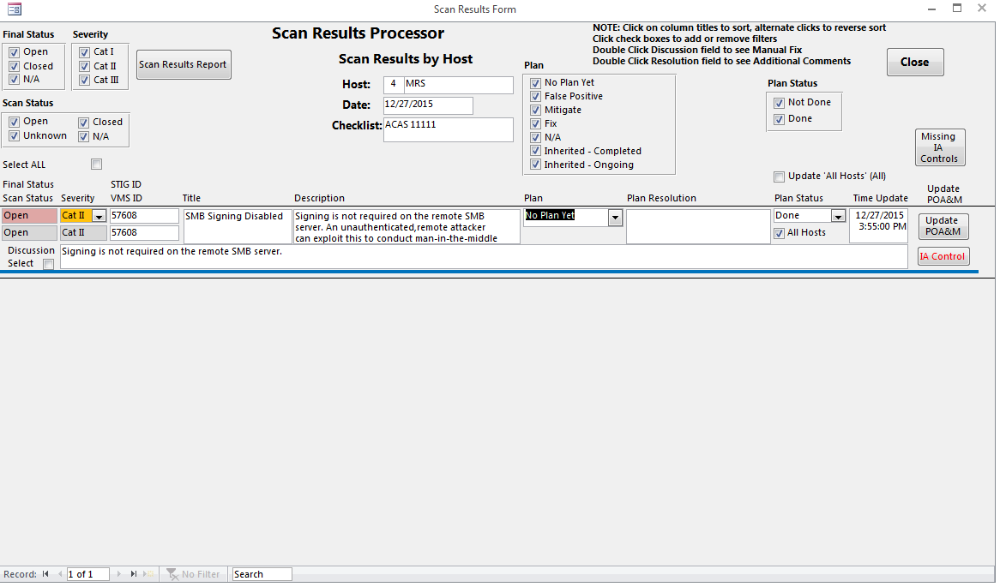 Scan Results Form
Final Status
Open
Closed
N/A
Severity
Cat I
Cat II
Cat III
Scan Results Report
Scan Results Processor
Scan Results by Host
Host: 4 MRS
Date: 12/27/2015
Checklist: ACAS 11111
NOTE: Click on column titles to sort, alternate clicks to reverse sort
Click check boxes to add or remove filters
Double Click Discussion field to see Manual Fix
Double Click Resolution field to see Additional Comments
Close
Plan
No Plan Yet
False Positive
Mitigate
Fix
N/A
Inherited - Completed
Inherited - Ongoing
Plan Status
Not Done
Done
Scan Status
Open Closed
Unknown N/A
Missing
IA
Controls
Select ALL
Update 'All Hosts' (All)
Final Status STIG ID
Scan Status Severity VMS ID Title Description Plan Plan Resolution Plan Status Time Update
Update
POA&M
Open Cat II 57608
Open Cat II 57608
SMB Signing Disabled
Signing is not required on the remote SMB
server. An unauthenticated,remote attacker
can exploit this to conduct man-in-the-middle
No Plan Yet
Done
All Hosts
12/27/2015
3:55:00 PM
Update
POA&M
Discussion Signing is not required on the remote SMB server.
Select
IA Control
Record: 1 of 1 No Filter Search